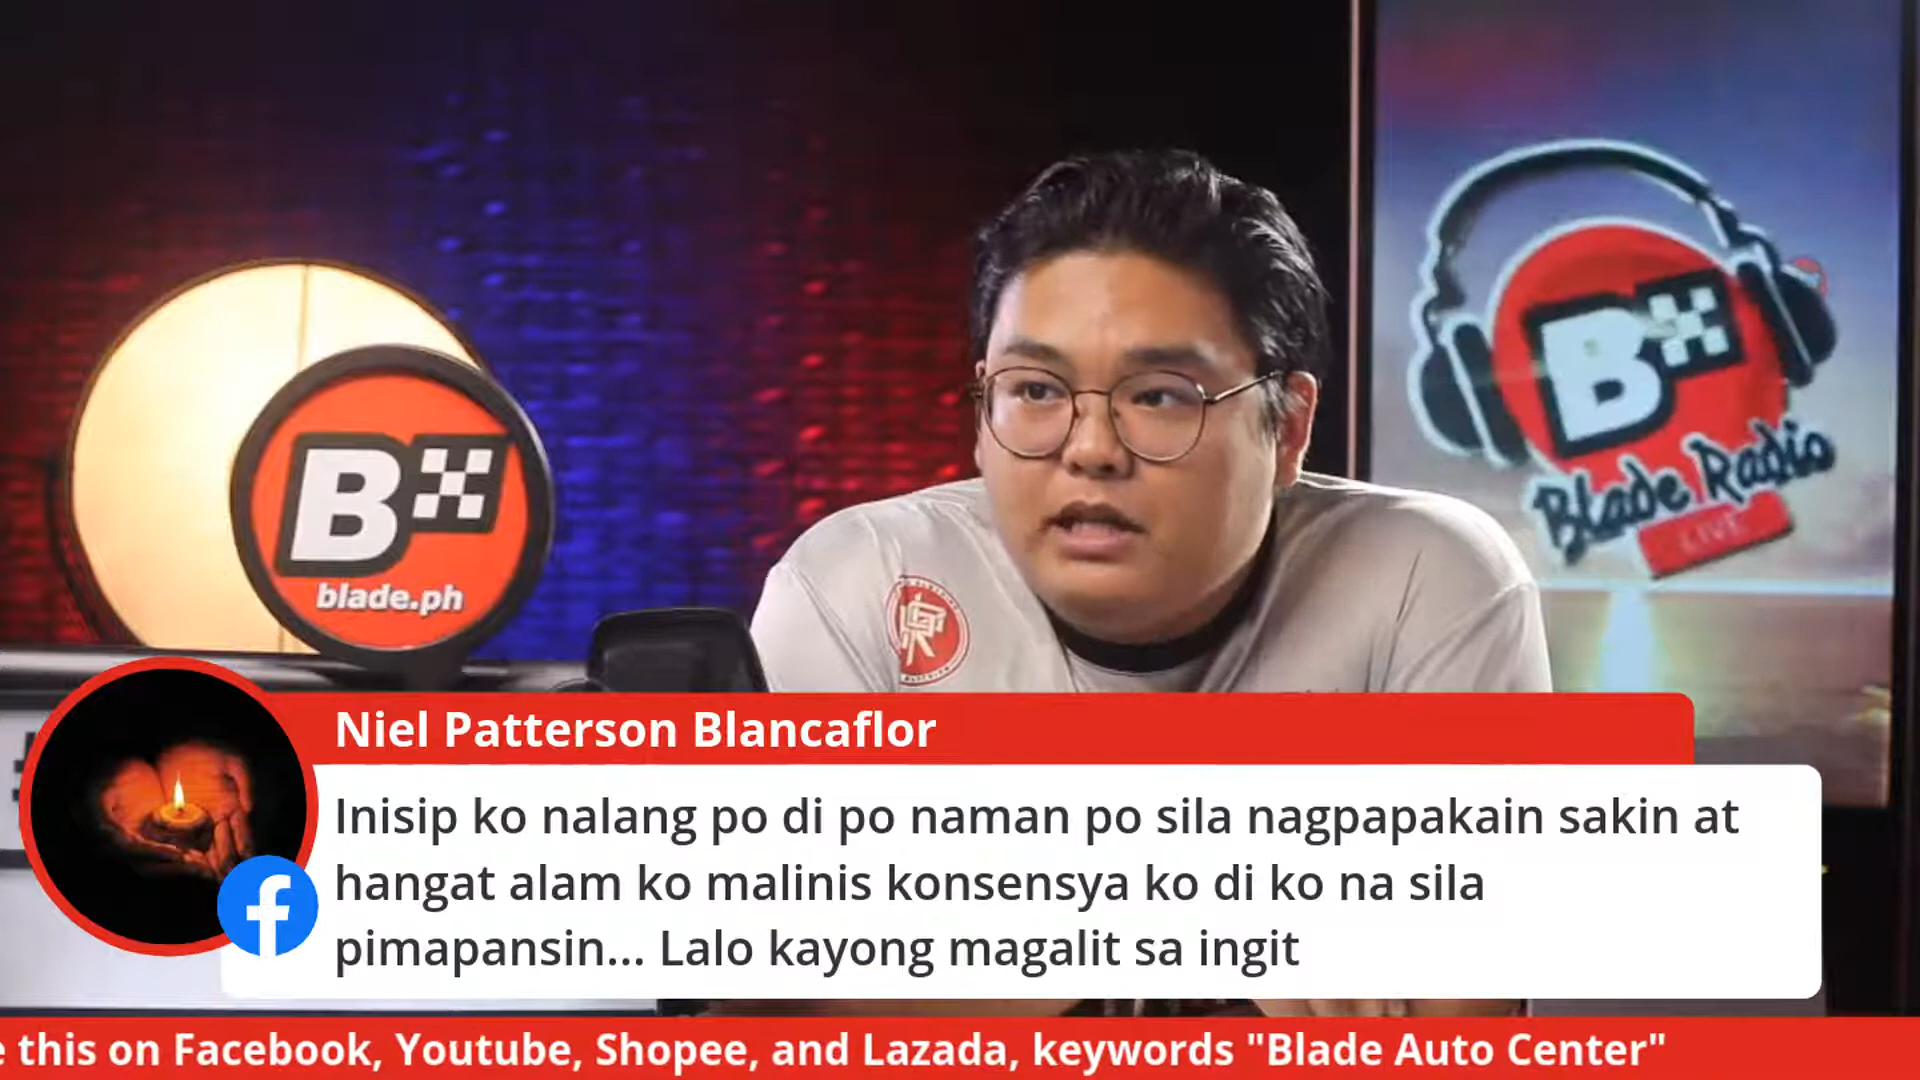 B
blade.ph
B
Blade Radio
LIVE
Niel Patterson Blancaflor
Inisip ko nalang po di po naman po sila nagpapakain sakin at
hangat alam ko malinis konsensya ko di ko na sila
pimapansin... Lalo kayong magalit sa ingit
e this on Facebook, Youtube, Shopee, and Lazada, keywords "Blade Auto Center"